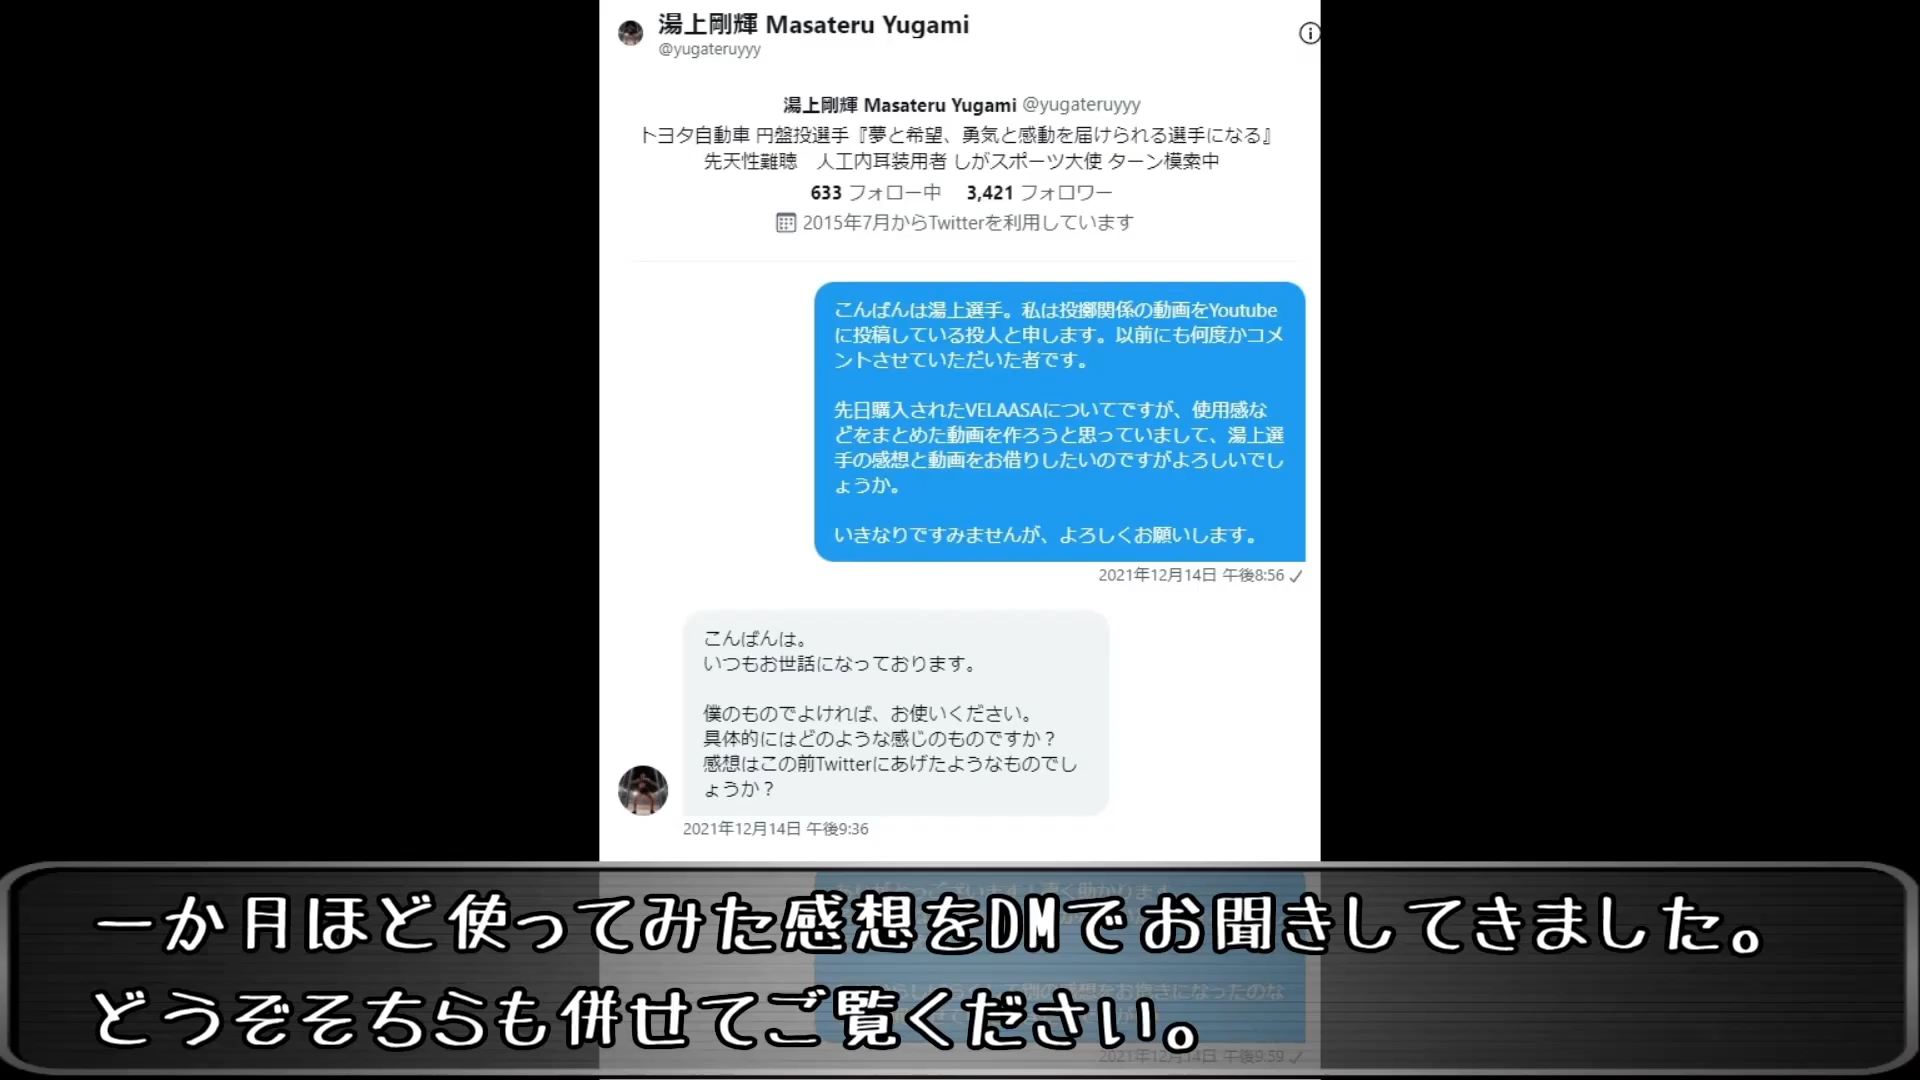 湯上剛輝 Masateru Yugami
@yugateruyyy
湯上剛輝 Masateru Yugami @yugateruyyy
トヨタ自動車 円盤投選手『夢と希望、勇気と感動を届けられる選手になる』
先天性難聴　人工内耳装用者 しがスポーツ大使 ターン模索中
633 フォロー中 3,421 フォロワー
2015年7月からTwitterを利用しています
こんばんは湯上選手。私は投擲関係の動画をYoutube
に投稿している投人と申します。以前にも何度かコメ
ントさせていただいた者です。
先日購入されたVELAASAについてですが、使用感な
どをまとめた動画を作ろうと思っていまして、湯上選
手の感想と動画をお借りしたいのですがよろしいでし
ょうか。
いきなりですみませんが、よろしくお願いします。
2021年12月14日 午後8:56
こんばんは。
いつもお世話になっております。
僕のものでよければ、お使いください。
具体的にはどのような感じのものですか？
感想はこの前Twitterにあげたようなものでし
ょうか？
2021年12月14日 午後9:36
一か月ほど使ってみた感想をDMでお聞きしてきました。
どうぞそちらも併せてご覧ください。
2021年12月14日 午後9:59